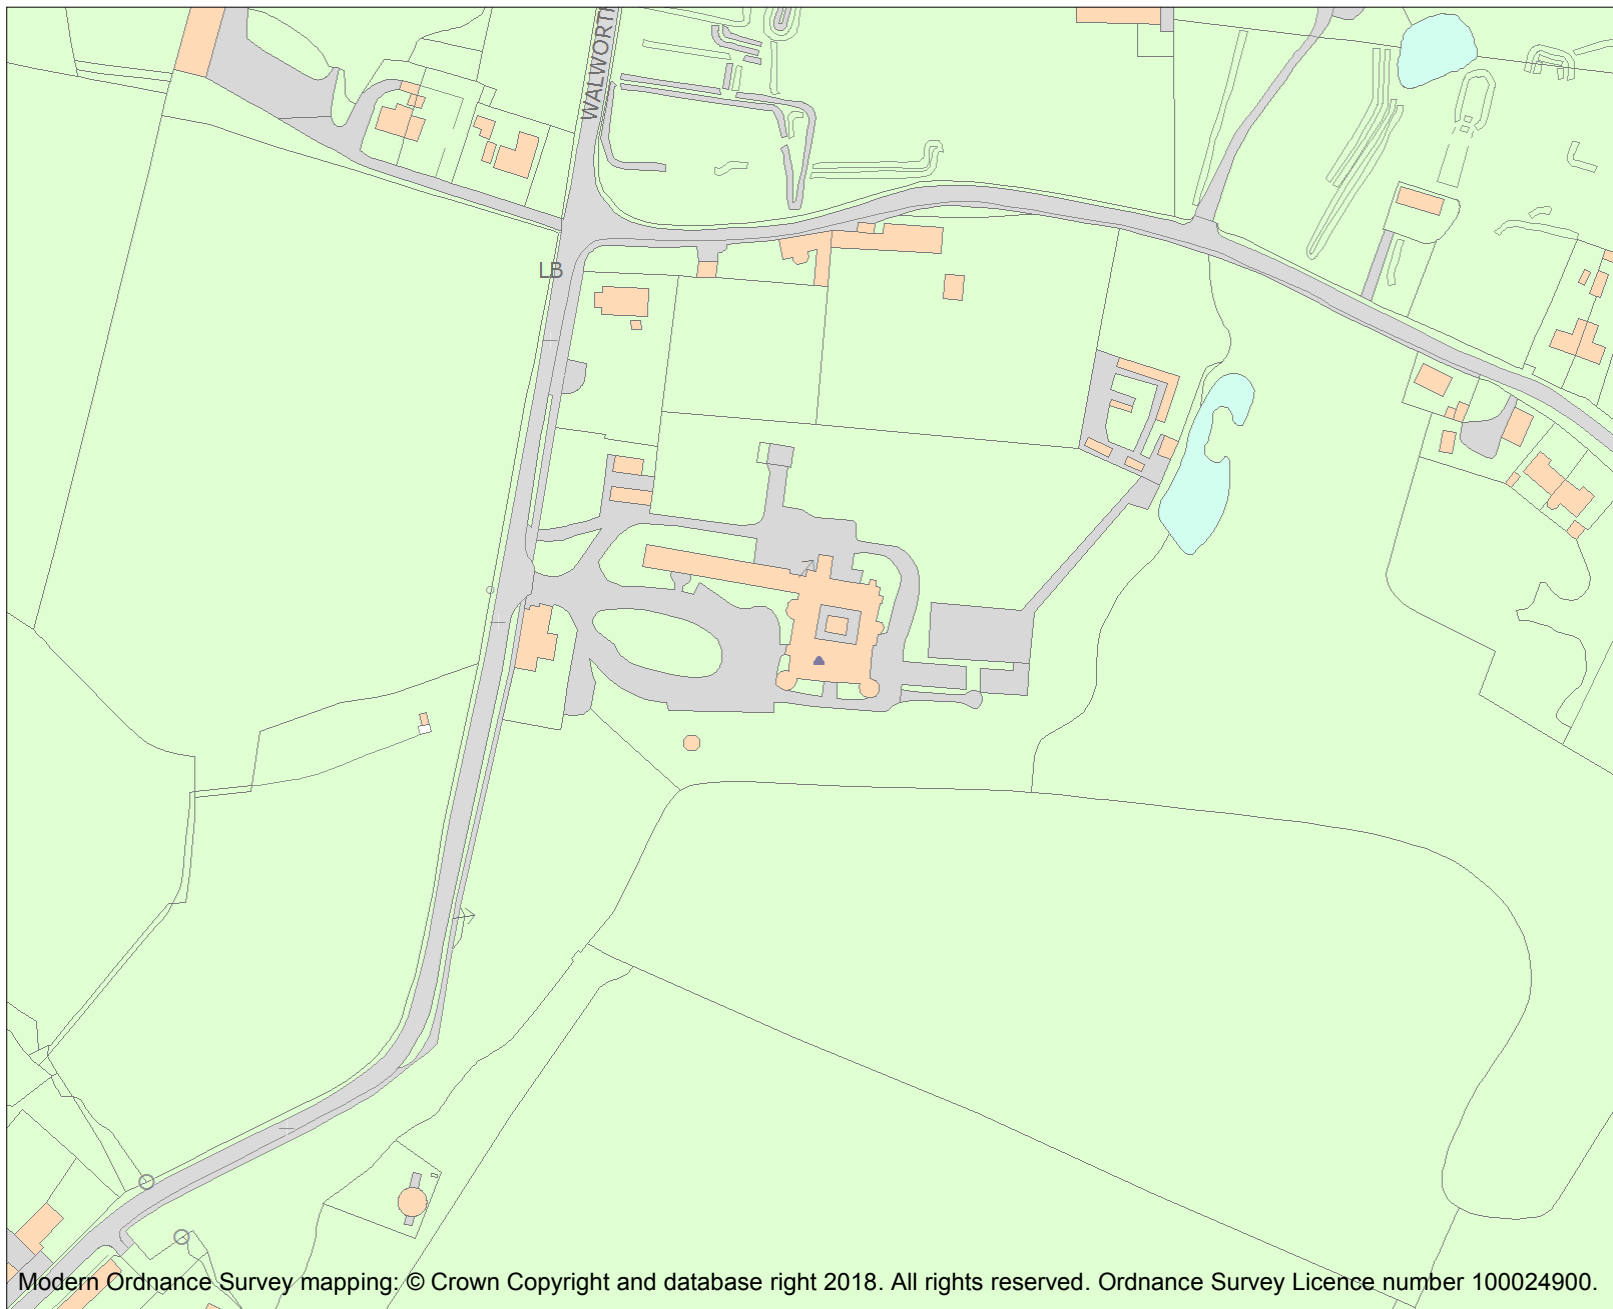 WALWORTH
LB
Modern Ordnance Survey mapping: © Crown Copyright and database right 2018. All rights reserved. Ordnance Survey Licence number 100024900.